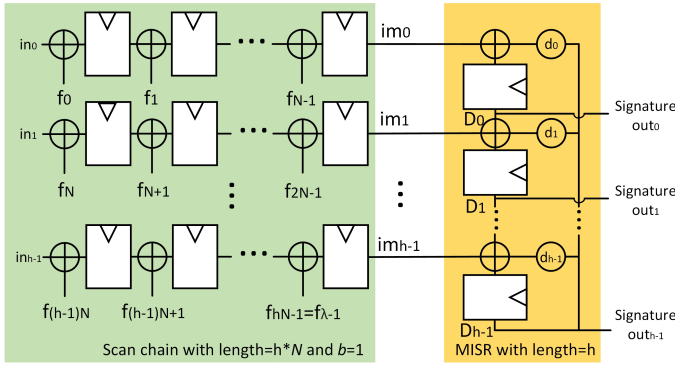 in0 im0 d0
f0 f1 fN-1
D0 Signature out0
in1 im1 d1
fN fN+1 f2N-1
D1 Signature out1
inh-1 imh-1 dh-1
f(h-1)N f(h-1)N+1 fhN-1=fλ-1
Dh-1 Signature outh-1
Scan chain with length=h*N and b=1 MISR with length=h